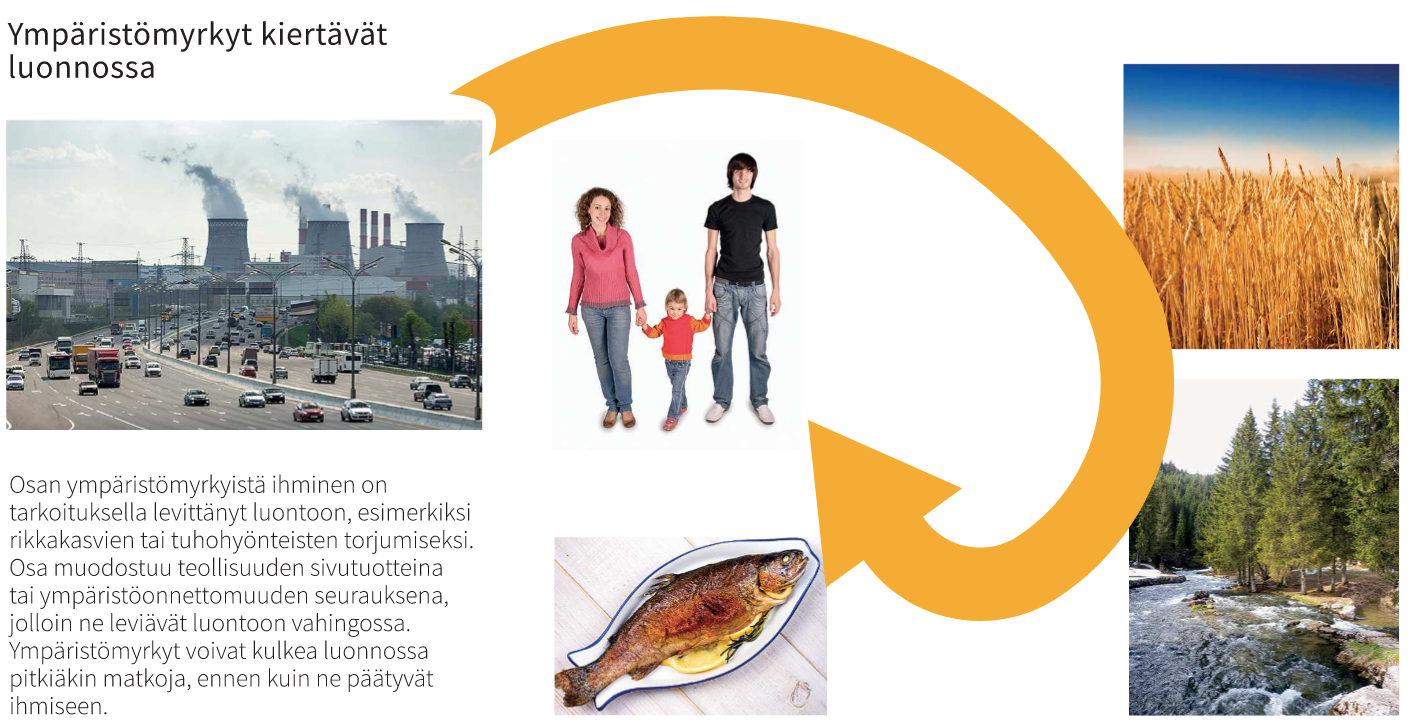 Ympäristömyrkyt kiertävät
luonnossa
Osan ympäristömyrkyistä ihminen on
tarkoituksella levittänyt luontoon, esimerkiksi
rikkakasvien tai tuhohyönteisten torjumiseksi.
Osa muodostuu teollisuuden sivutuotteina
tai ympäristöonnettomuuden seurauksena,
jolloin ne leviävät luontoon vahingossa.
Ympäristömyrkyt voivat kulkea luonnossa
pitkiäkin matkoja, ennen kuin ne päätyvät
ihmiseen.